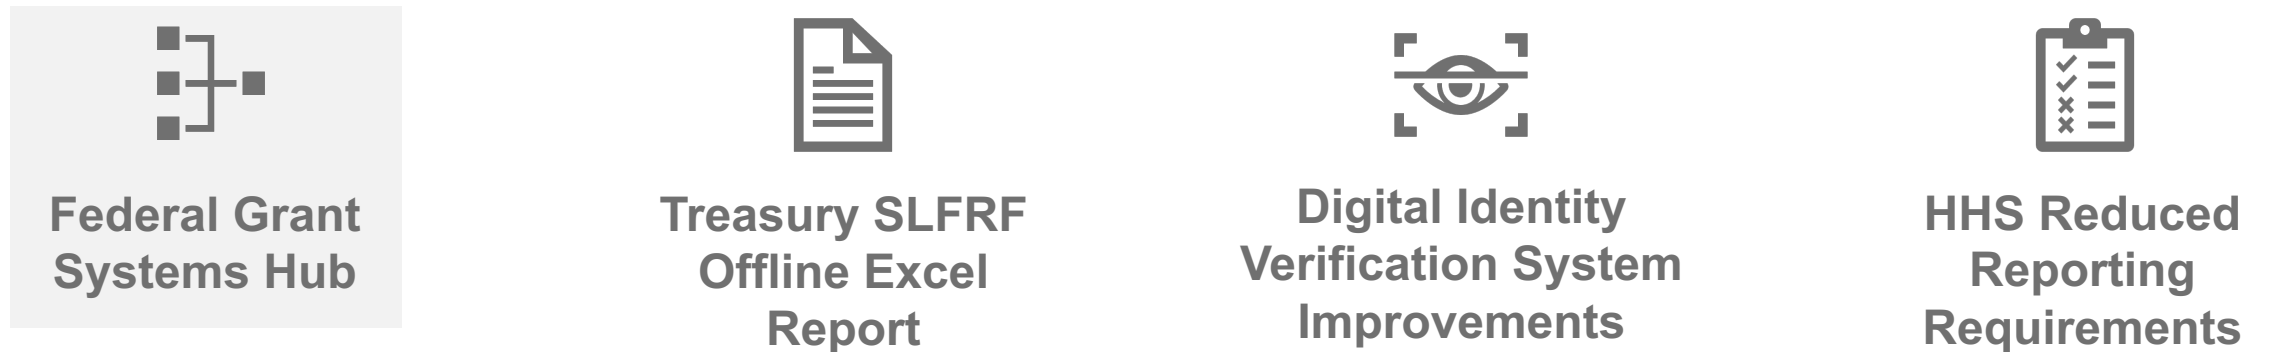 Federal Grant
Systems Hub
Treasury SLFRF
Offline Excel
Report
Digital Identity
Verification System
Improvements
HHS Reduced
Reporting
Requirements